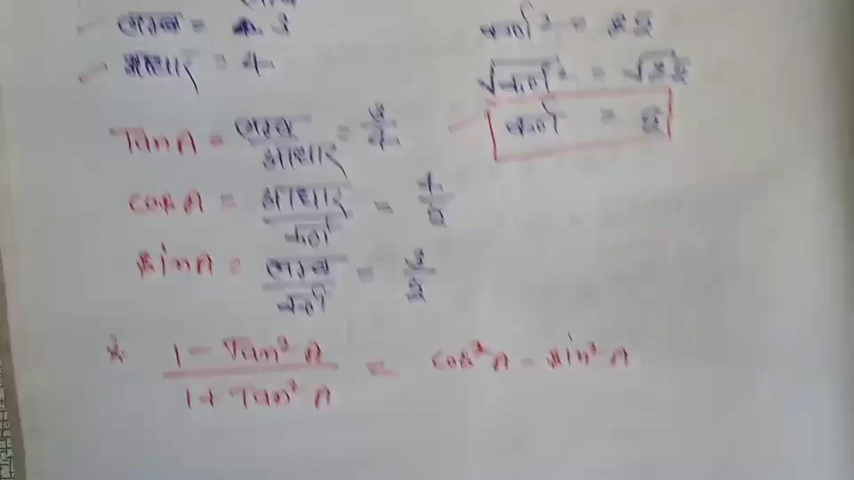 लम्ब = 3
आधार = 4
कर्ण² = 25
√कर्ण² = √25
कर्ण = 5
Tan A = लम्ब/आधार = 3/4
cos A = आधार/कर्ण = 4/5
sin A = लम्ब/कर्ण = 3/5
(1 - Tan² A)/(1 + Tan² A) = cos² A - sin² A